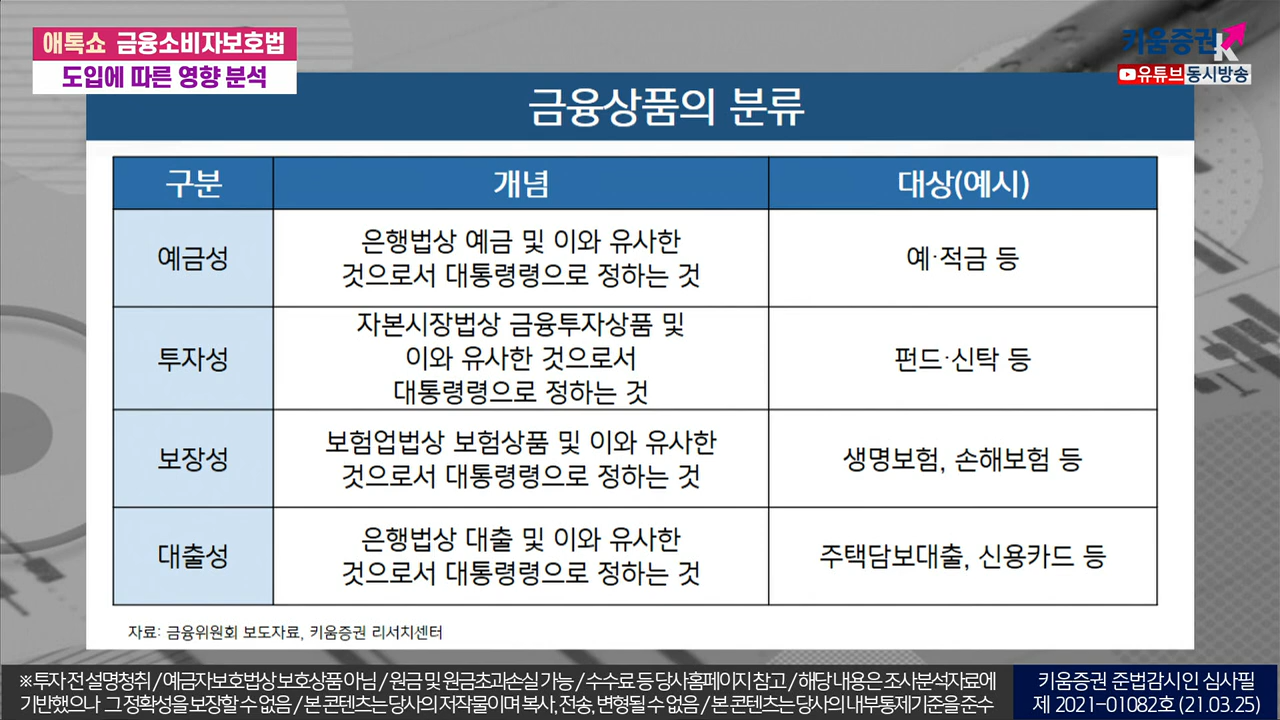 애톡쇼 금융소비자보호법
도입에 따른 영향 분석
키움증권
유튜브 동시방송
금융상품의 분류
구분 개념 대상(예시)
예금성
은행법상 예금 및 이와 유사한
것으로서 대통령령으로 정하는 것
예·적금 등
투자성
자본시장법상 금융투자상품 및
이와 유사한 것으로서
대통령령으로 정하는 것
펀드·신탁 등
보장성
보험업법상 보험상품 및 이와 유사한
것으로서 대통령령으로 정하는 것
생명보험, 손해보험 등
대출성
은행법상 대출 및 이와 유사한
것으로서 대통령령으로 정하는 것
주택담보대출, 신용카드 등
자료: 금융위원회 보도자료, 키움증권 리서치센터
※ 투자 전 설명청취 / 예금자보호법상 보호상품 아님 / 원금 및 원금초과손실 가능 / 수수료 등 당사홈페이지 참고 / 해당 내용은 조사분석자료에
기반했으나 그 정확성을 보장할 수 없음 / 본 콘텐츠는 당사의 저작물이며 복사, 전송, 변형될 수 없음 / 본 콘텐츠는 당사의 내부통제기준을 준수
키움증권 준법감시인 심사필
제 2021-01082호 (21.03.25)